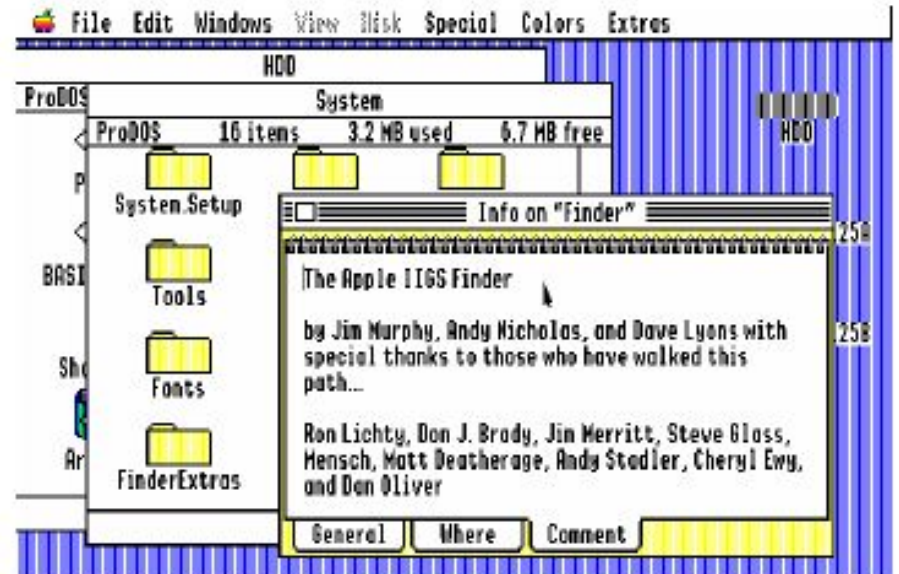 File Edit Windows View Disk Special Colors Extras
HDD
ProDOS
System
ProDOS 16 items 3.2 MB used 6.7 MB free
HDD
System.Setup
Info on "Finder"
Tools
The Apple IIGS Finder
by Jim Murphy, Andy Nicholas, and Dave Lyons with
special thanks to those who have walked this
path...
Fonts
Ron Lichty, Don J. Brady, Jim Merritt, Steve Glass,
Mensch, Matt Deatherage, Andy Stadler, Cheryl Ewy,
and Dan Oliver
FinderExtras
General Where Comment